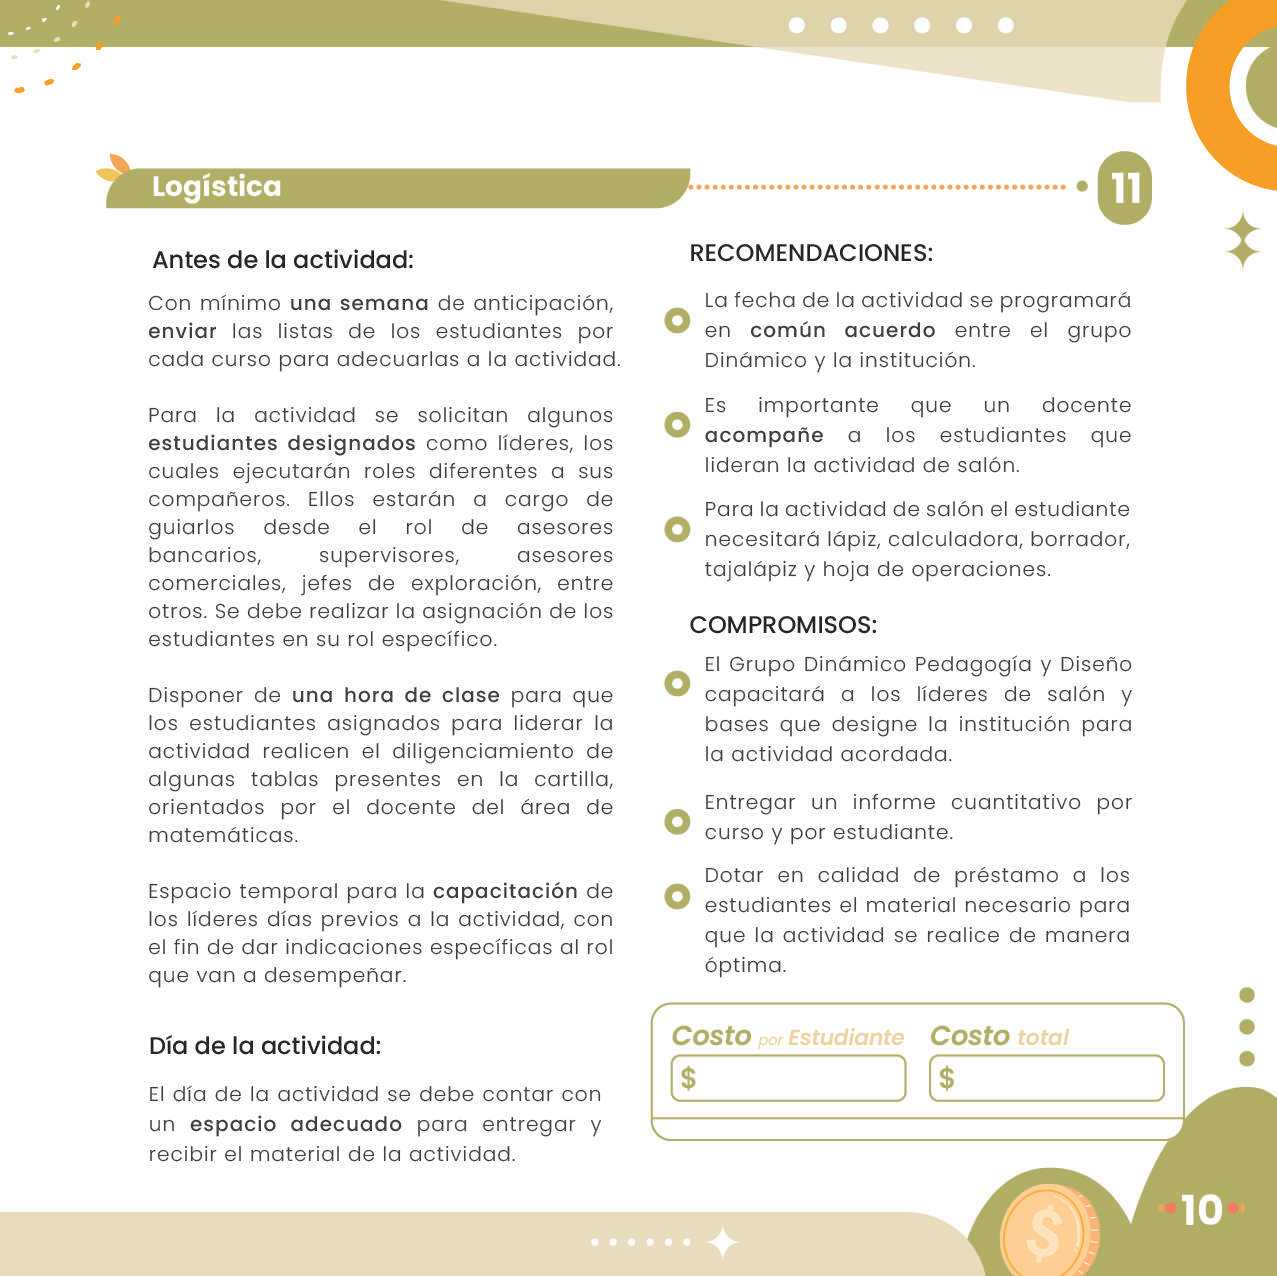 Logística
11
Antes de la actividad:
Con mínimo una semana de anticipación,
enviar las listas de los estudiantes por
cada curso para adecuarlas a la actividad.
Para la actividad se solicitan algunos
estudiantes designados como líderes, los
cuales ejecutarán roles diferentes a sus
compañeros. Ellos estarán a cargo de
guiarlos desde el rol de asesores
bancarios, supervisores, asesores
comerciales, jefes de exploración, entre
otros. Se debe realizar la asignación de los
estudiantes en su rol específico.
Disponer de una hora de clase para que
los estudiantes asignados para liderar la
actividad realicen el diligenciamiento de
algunas tablas presentes en la cartilla,
orientados por el docente del área de
matemáticas.
Espacio temporal para la capacitación de
los líderes días previos a la actividad, con
el fin de dar indicaciones específicas al rol
que van a desempeñar.
Día de la actividad:
El día de la actividad se debe contar con
un espacio adecuado para entregar y
recibir el material de la actividad.
RECOMENDACIONES:
La fecha de la actividad se programará
en común acuerdo entre el grupo
Dinámico y la institución.
Es importante que un docente
acompañe a los estudiantes que
lideran la actividad de salón.
Para la actividad de salón el estudiante
necesitará lápiz, calculadora, borrador,
tajalápiz y hoja de operaciones.
COMPROMISOS:
El Grupo Dinámico Pedagogía y Diseño
capacitará a los líderes de salón y
bases que designe la institución para
la actividad acordada.
Entregar un informe cuantitativo por
curso y por estudiante.
Dotar en calidad de préstamo a los
estudiantes el material necesario para
que la actividad se realice de manera
óptima.
Costo por Estudiante Costo total
$ $
$
10